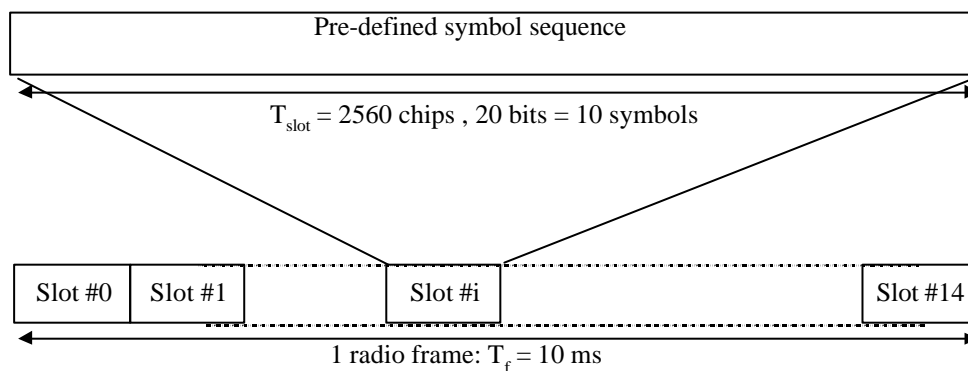 Pre-defined symbol sequence
T_slot = 2560 chips , 20 bits = 10 symbols
Slot #0 Slot #1 Slot #i Slot #14
1 radio frame: T_f = 10 ms